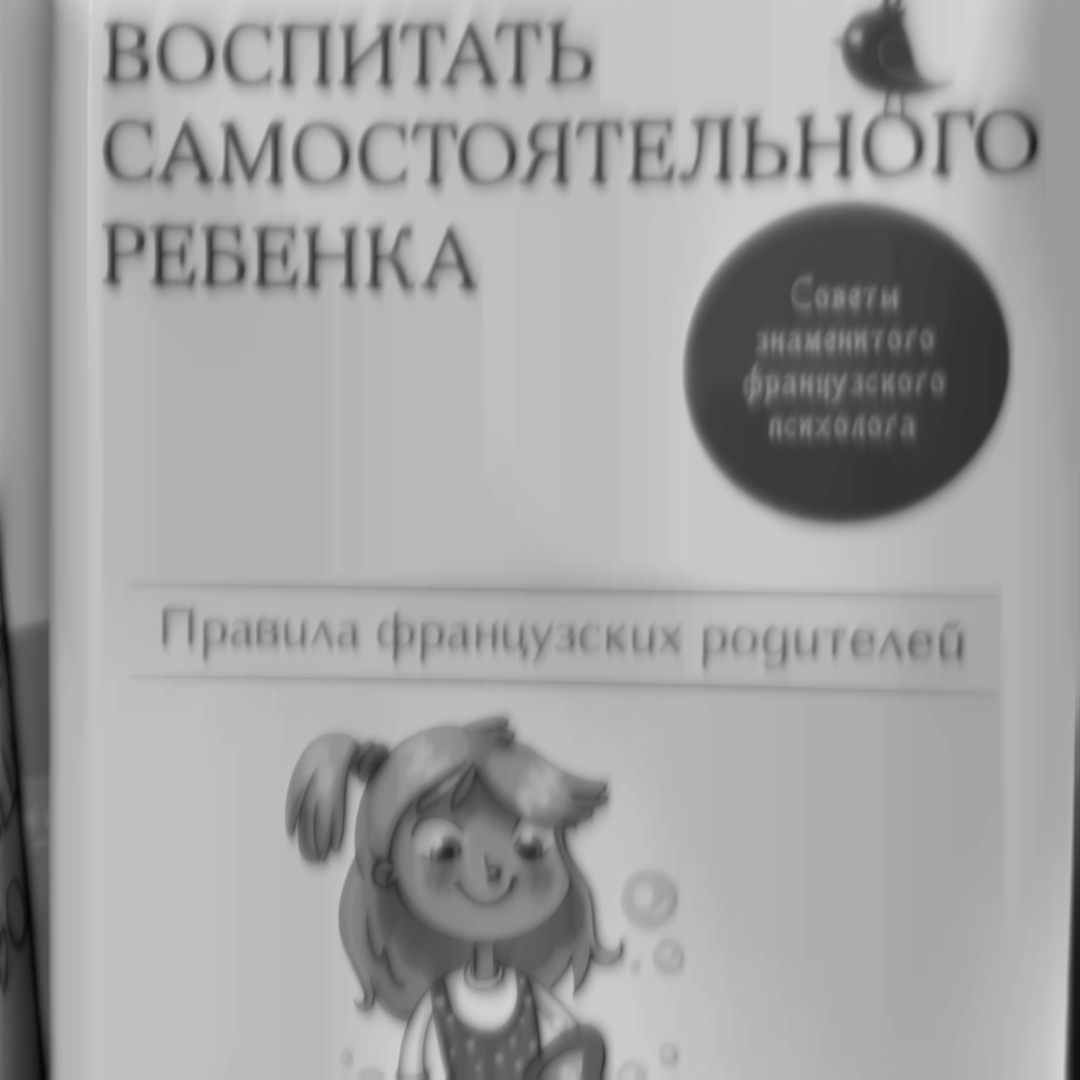 ВОСПИТАТЬ
САМОСТОЯТЕЛЬНОГО
РЕБЕНКА
Советы
знаменитого
французского
психолога
Правила французских родителей